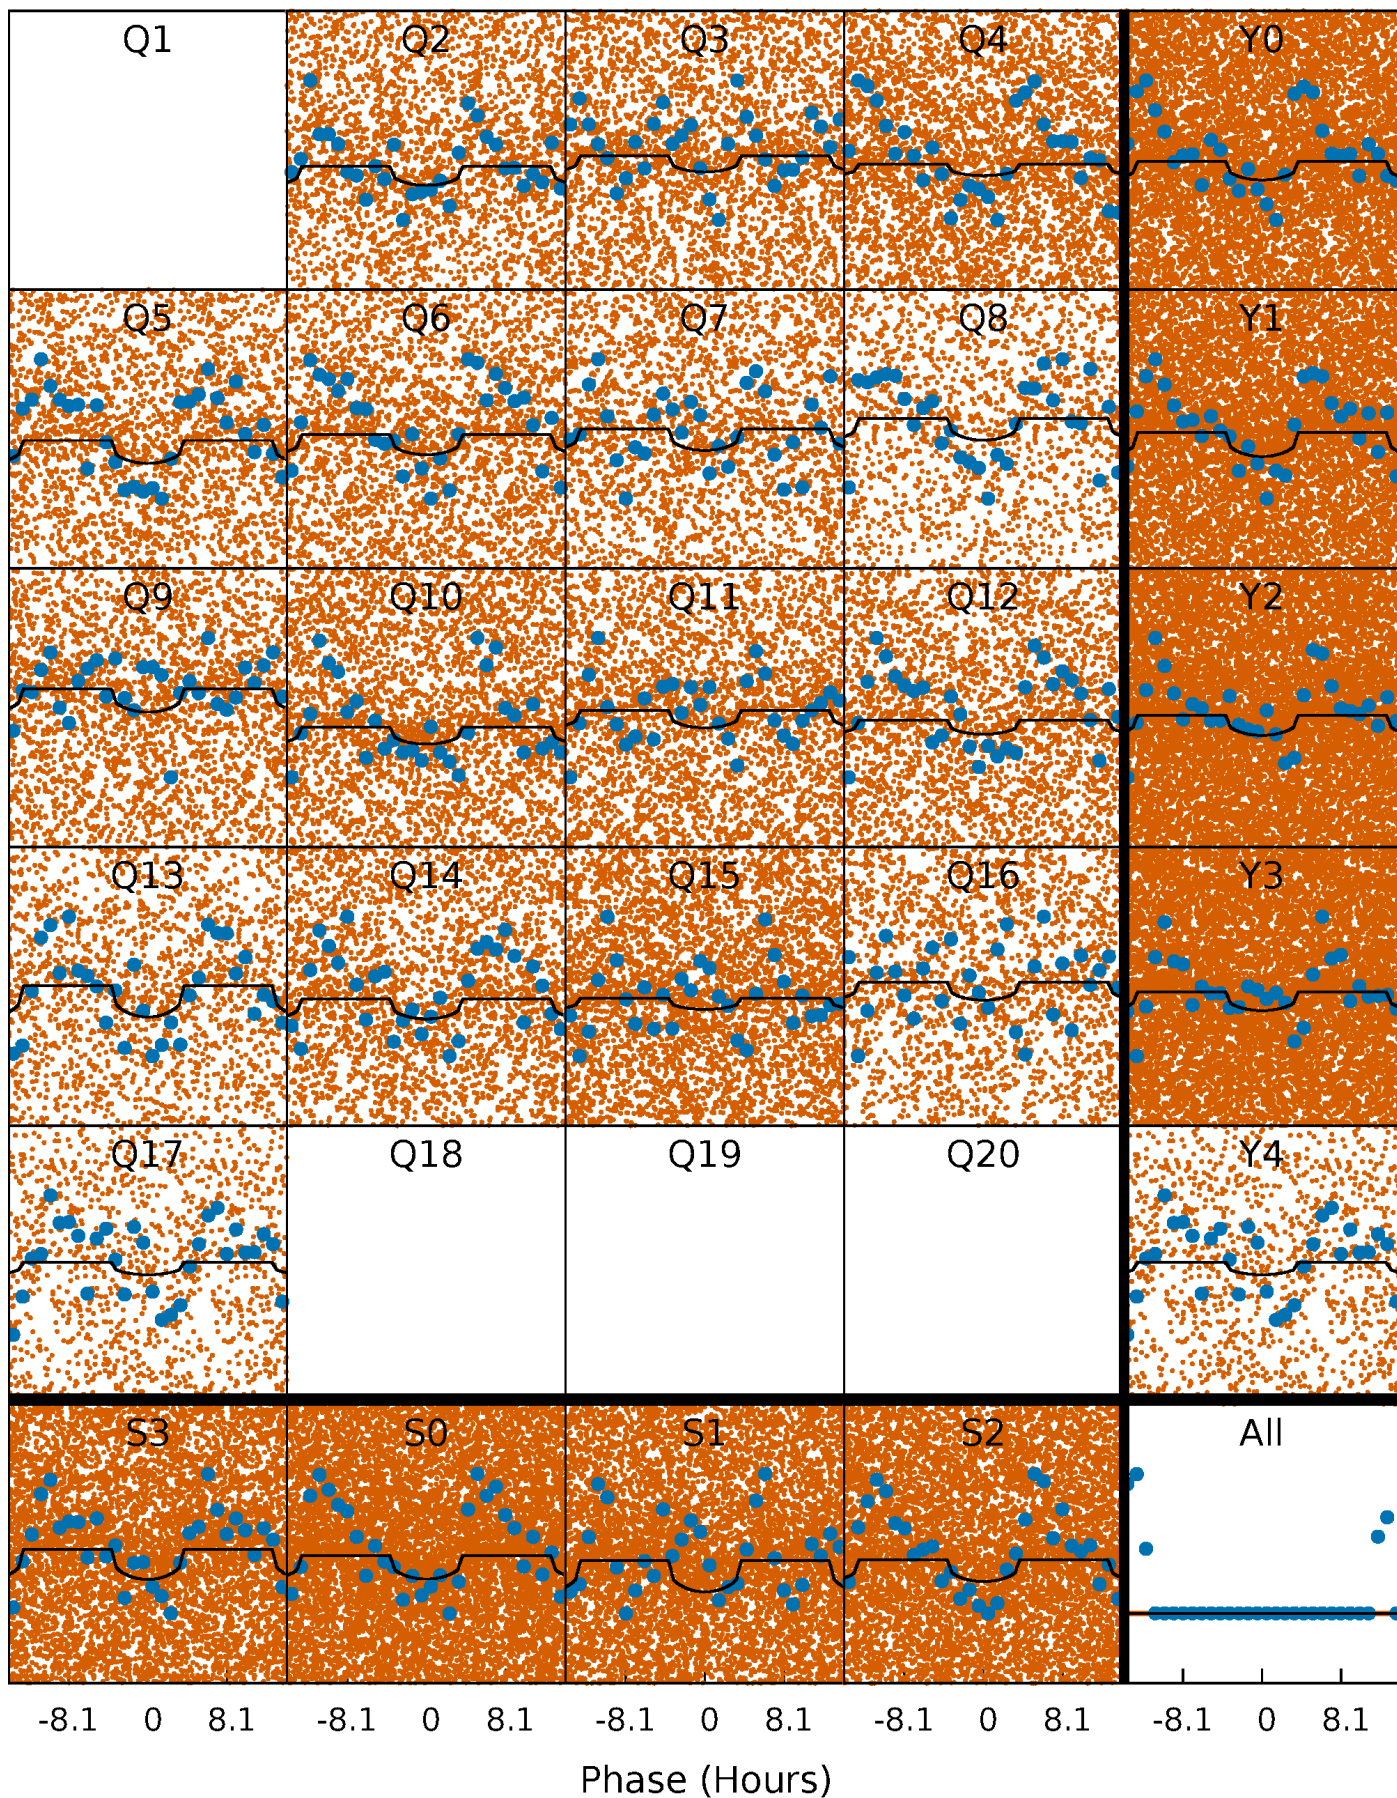 Q1 Q2 Q3 Q4 Y0
Q5 Q6 Q7 Q8 Y1
Q9 Q10 Q11 Q12 Y2
Q13 Q14 Q15 Q16 Y3
Q17 Q18 Q19 Q20 Y4
S3 S0 S1 S2 All
-8.1 0 8.1 -8.1 0 8.1 -8.1 0 8.1 -8.1 0 8.1 -8.1 0 8.1
Phase (Hours)